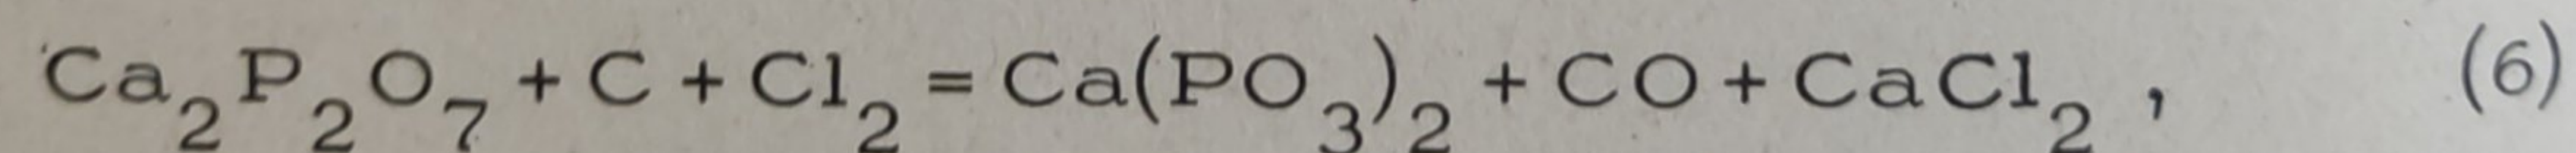 Ca₂P₂O₇ + C + Cl₂ = Ca(PO₃)₂ + CO + CaCl₂ , (6)